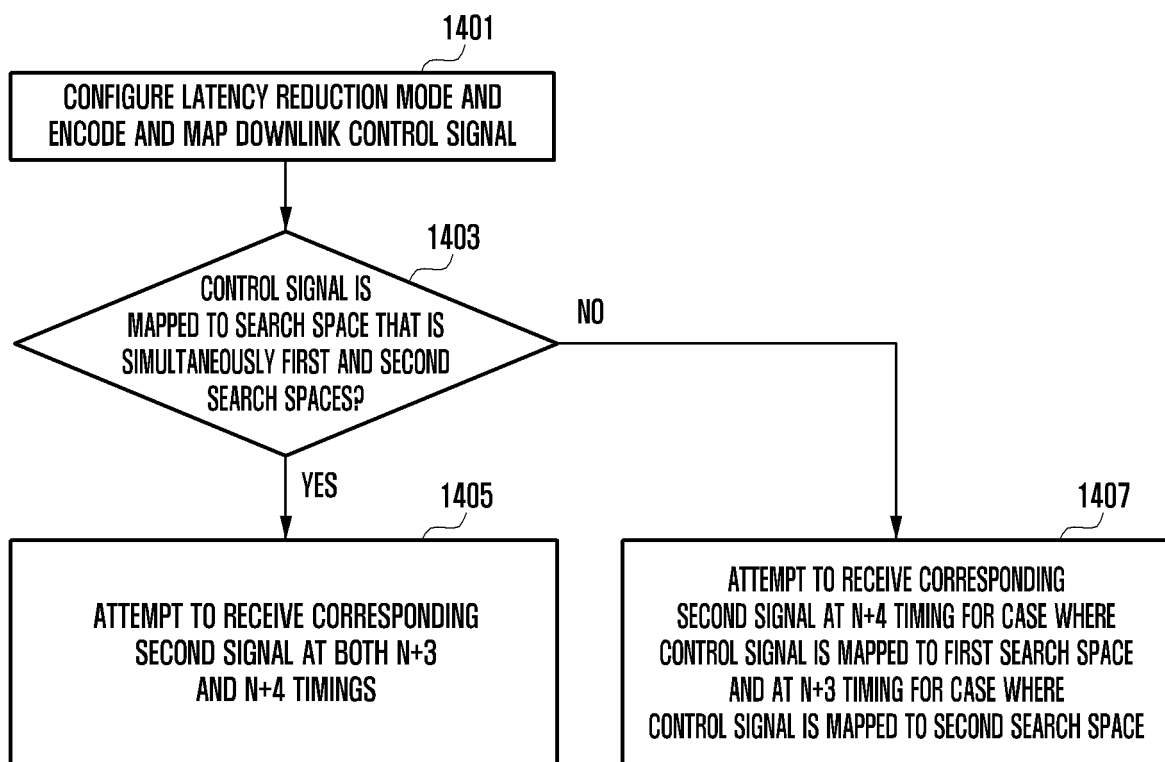 1401
CONFIGURE LATENCY REDUCTION MODE AND
ENCODE AND MAP DOWNLINK CONTROL SIGNAL
1403
CONTROL SIGNAL IS
MAPPED TO SEARCH SPACE THAT IS
SIMULTANEOUSLY FIRST AND SECOND
SEARCH SPACES?
NO
YES
1405
ATTEMPT TO RECEIVE CORRESPONDING
SECOND SIGNAL AT BOTH N+3
AND N+4 TIMINGS
1407
ATTEMPT TO RECEIVE CORRESPONDING
SECOND SIGNAL AT N+4 TIMING FOR CASE WHERE
CONTROL SIGNAL IS MAPPED TO FIRST SEARCH SPACE
AND AT N+3 TIMING FOR CASE WHERE
CONTROL SIGNAL IS MAPPED TO SECOND SEARCH SPACE